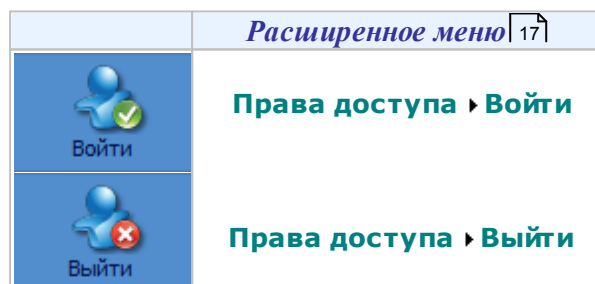 Расширенное меню 17
Права доступа Войти
Войти
Права доступа Выйти
Выйти